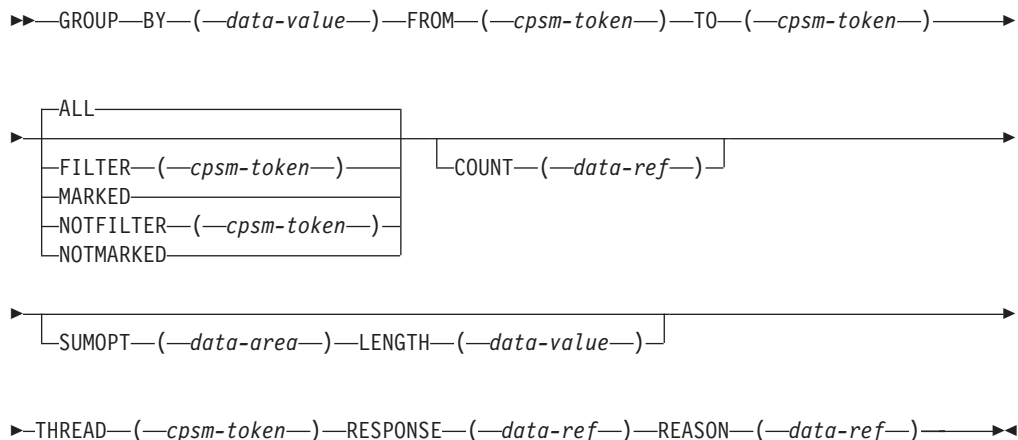 GROUP BY ( data-value ) FROM ( cpsm-token ) TO ( cpsm-token )
ALL
FILTER ( cpsm-token )
MARKED
NOTFILTER ( cpsm-token )
NOTMARKED
COUNT ( data-ref )
SUMOPT ( data-area ) LENGTH ( data-value )
THREAD ( cpsm-token ) RESPONSE ( data-ref ) REASON ( data-ref )